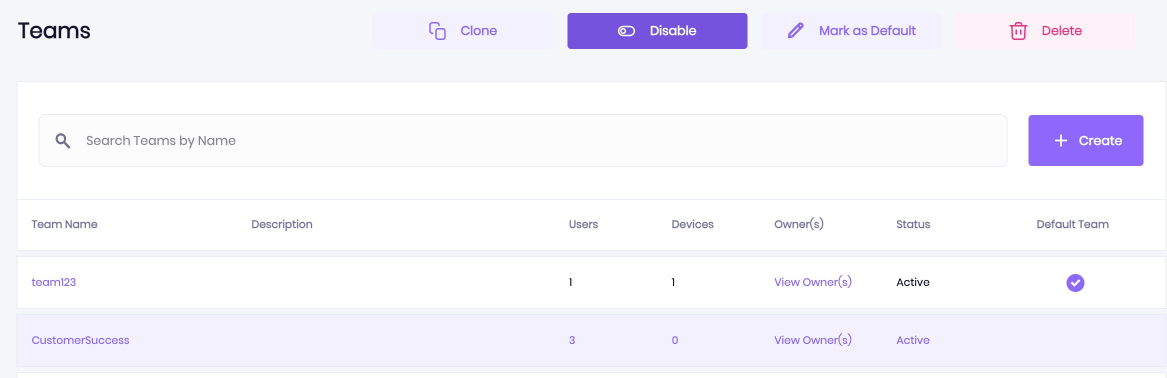 Teams
Clone
Disable
Mark as Default
Delete
Search Teams by Name
Create
Team Name Description Users Devices Owner(s) Status Default Team
team123 1 1 View Owner(s) Active
CustomerSuccess 3 0 View Owner(s) Active